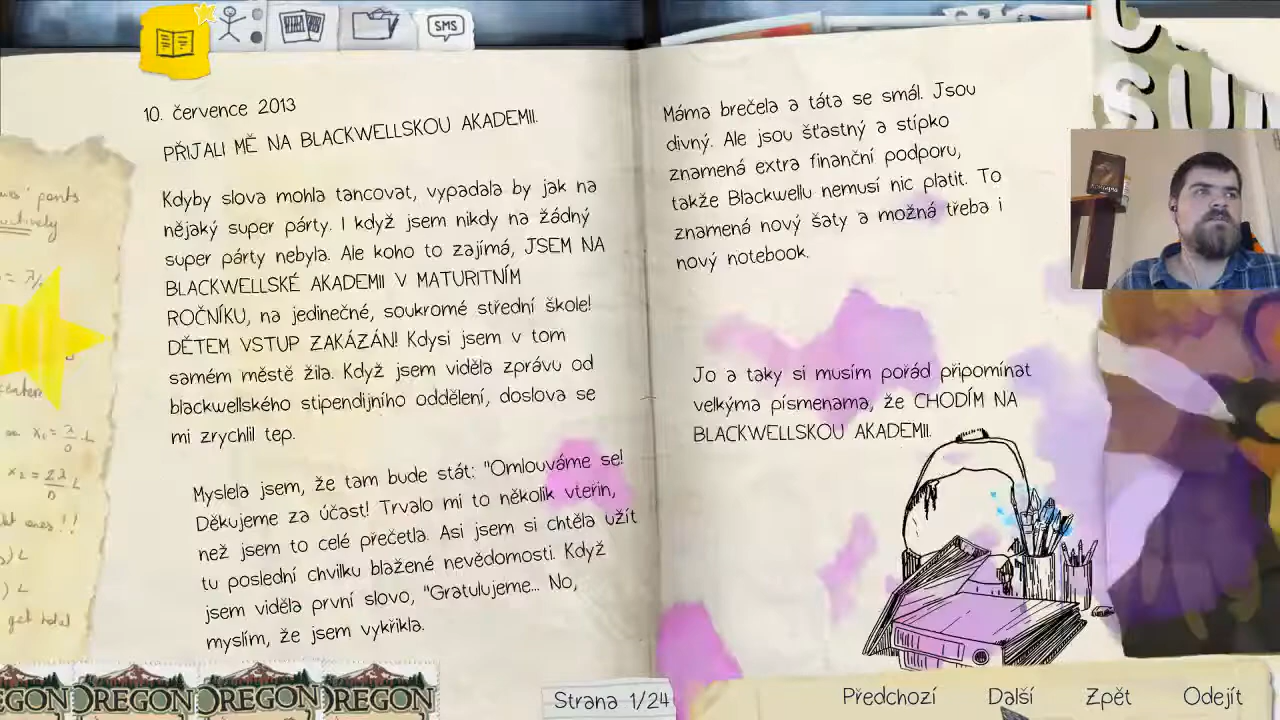 SMS
10. července 2013
PŘIJALI MĚ NA BLACKWELLSKOU AKADEMII.
Kdyby slova mohla tancovat, vypadala by jak na
nějaký super párty. I když jsem nikdy na žádný
super párty nebyla. Ale koho to zajímá, JSEM NA
BLACKWELLSKÉ AKADEMII V MATURITNÍM
ROČNÍKU, na jedinečné, soukromé střední škole!
DĚTEM VSTUP ZAKÁZÁN! Kdysi jsem v tom
samém městě žila. Když jsem viděla zprávu od
blackwellského stipendijního oddělení, doslova se
mi zrychlil tep.
Myslela jsem, že tam bude stát: "Omlouváme se!
Děkujeme za účast! Trvalo mi to několik vteřin,
než jsem to celé přečetla. Asi jsem si chtěla užít
tu poslední chvilku blažené nevědomosti. Když
jsem viděla první slovo, "Gratulujeme... No,
myslím, že jsem vykřikla.
Máma brečela a táta se smál. Jsou
divný. Ale jsou šťastný a stípko
znamená extra finanční podporu,
takže Blackwellu nemusí nic platit. To
znamená nový šaty a možná třeba i
nový notebook.
Jo a taky si musím pořád připomínat
velkýma písmenama, že CHODÍM NA
BLACKWELLSKOU AKADEMII.
OREGON OREGON OREGON
Strana 1/24
Předchozí Další Zpět Odejít